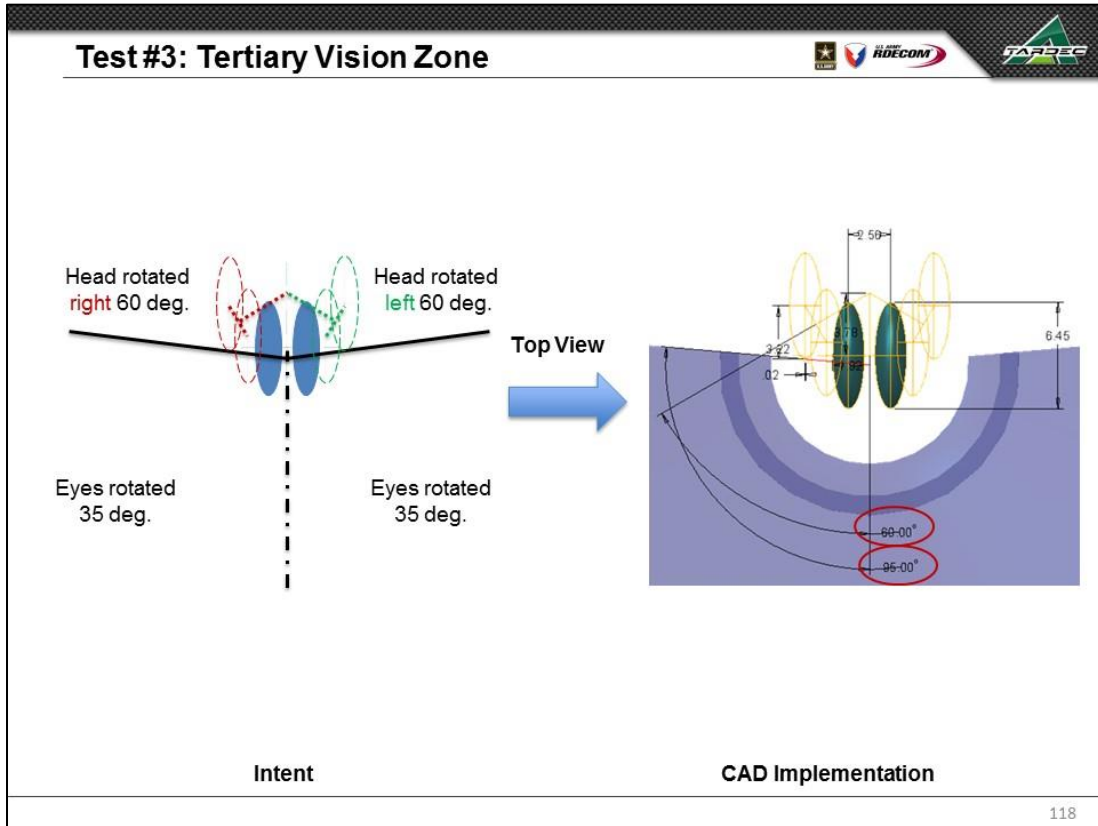 Test #3: Tertiary Vision Zone
U.S. ARMY
U.S. ARMY
RDECOM
TARDEC
Head rotated
right 60 deg.
Head rotated
left 60 deg.
Eyes rotated
35 deg.
Eyes rotated
35 deg.
Top View
2.50
6.45
3.22
.02
60.00°
95.00°
Intent
CAD Implementation
118